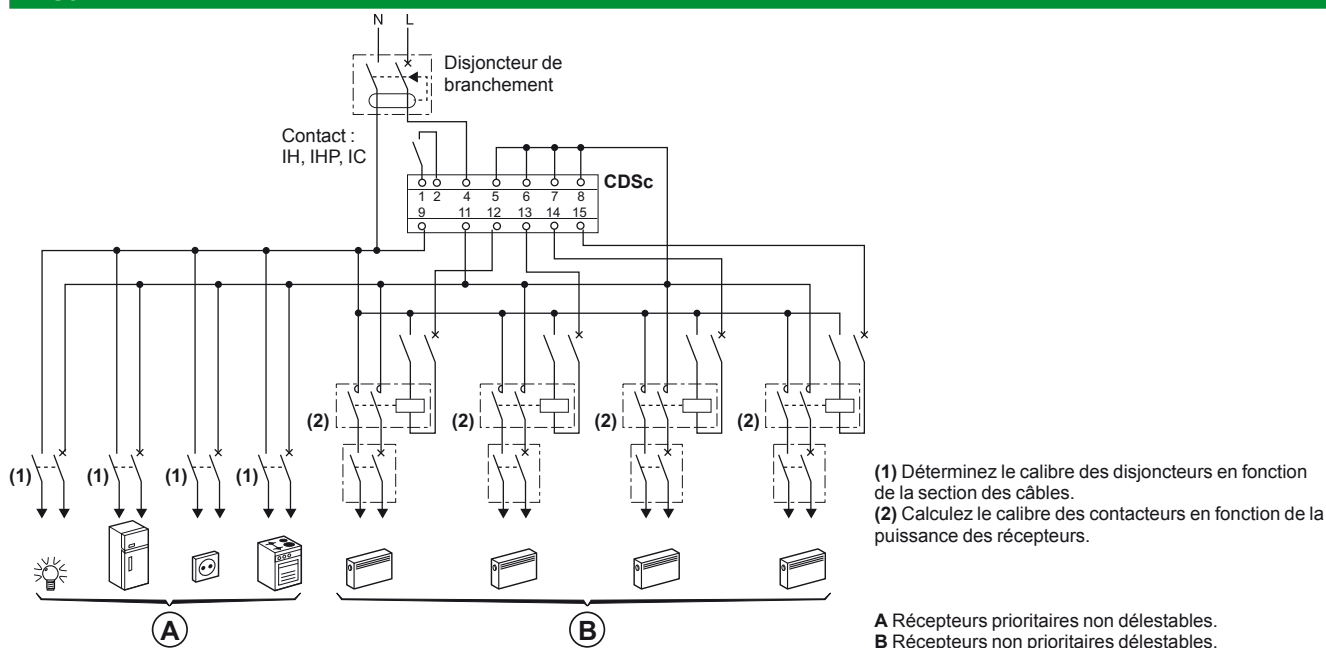 N L
Disjoncteur de
branchement
Contact :
IH, IHP, IC
CDSc
1 2 4 5 6 7 8
9 11 12 13 14 15
(2) (2) (2) (2)
(1) (1) (1) (1)
(1) Déterminez le calibre des disjoncteurs en fonction
de la section des câbles.
(2) Calculez le calibre des contacteurs en fonction de la
puissance des récepteurs.
A B
A Récepteurs prioritaires non délestables.
B Récepteurs non prioritaires délestables.